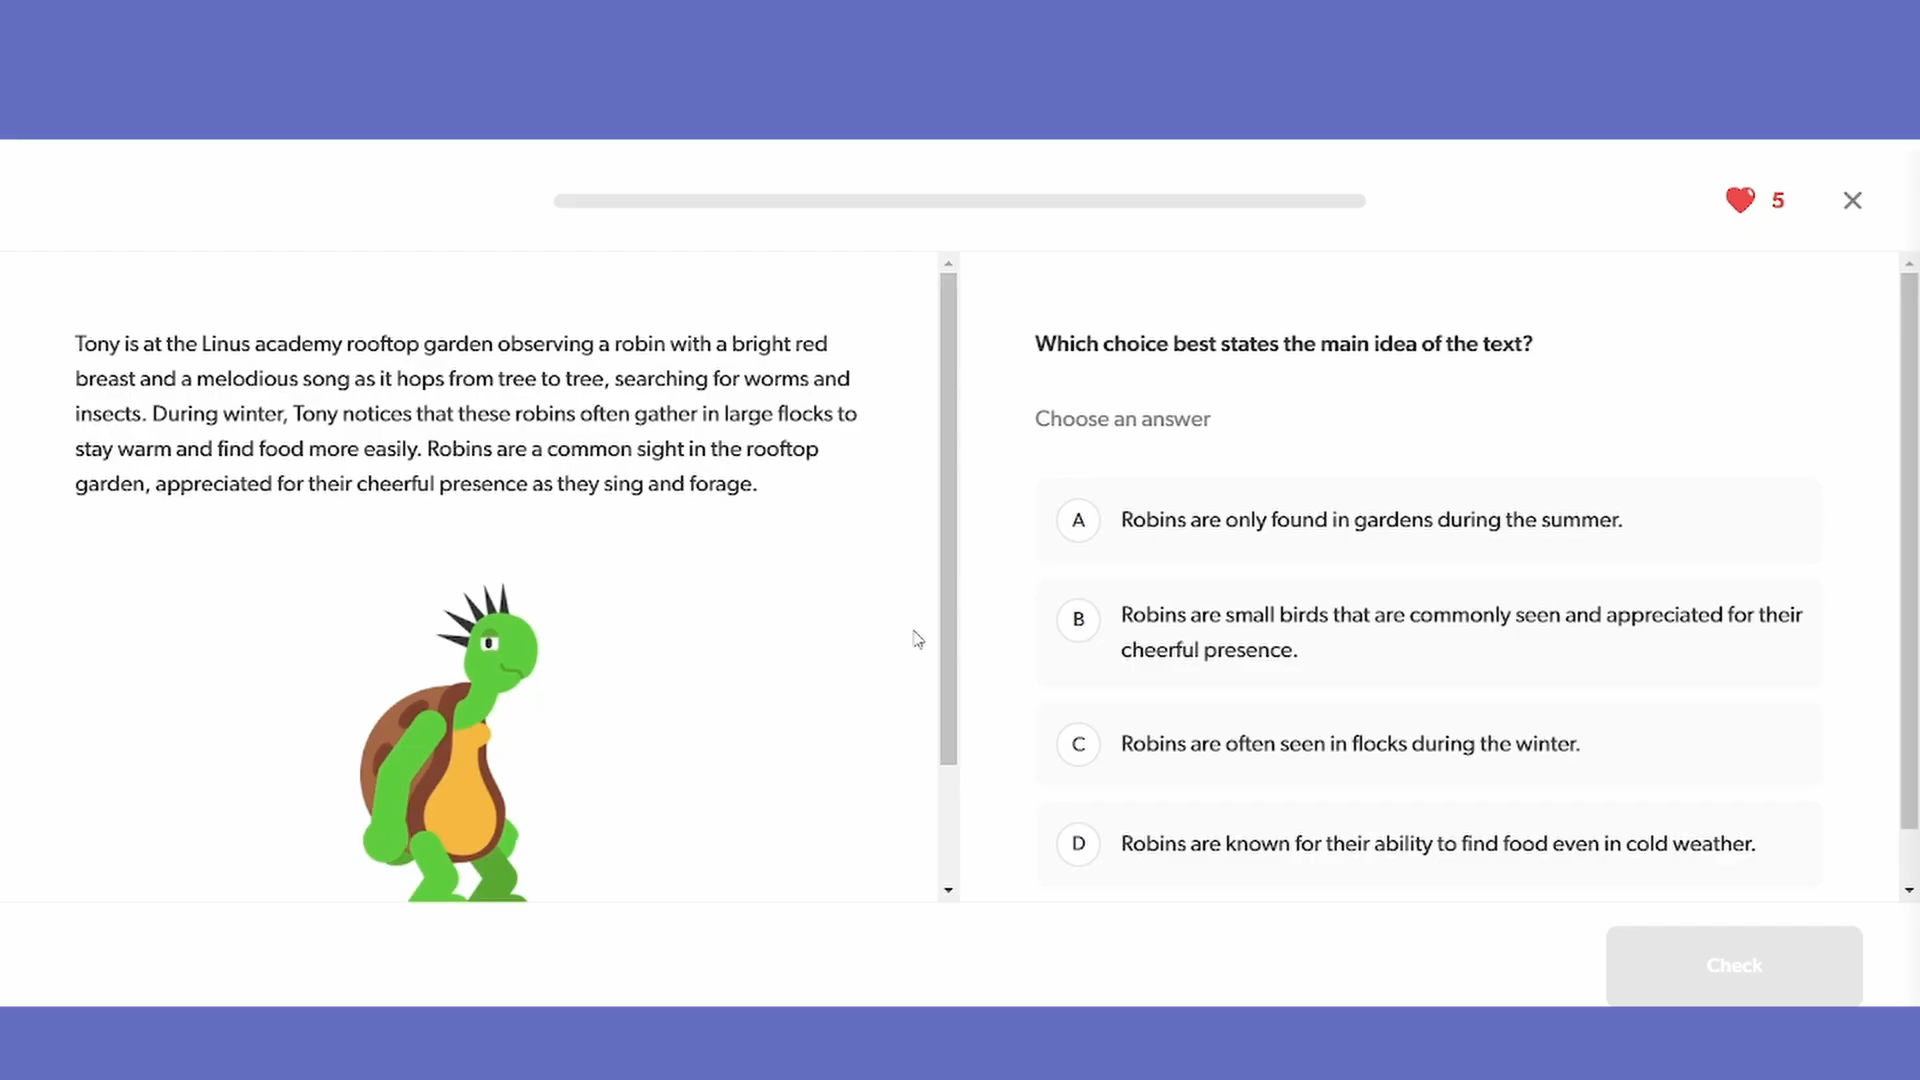 5
Tony is at the Linus academy rooftop garden observing a robin with a bright red
breast and a melodious song as it hops from tree to tree, searching for worms and
insects. During winter, Tony notices that these robins often gather in large flocks to
stay warm and find food more easily. Robins are a common sight in the rooftop
garden, appreciated for their cheerful presence as they sing and forage.
Which choice best states the main idea of the text?
Choose an answer
A Robins are only found in gardens during the summer.
B Robins are small birds that are commonly seen and appreciated for their
cheerful presence.
C Robins are often seen in flocks during the winter.
D Robins are known for their ability to find food even in cold weather.
Check